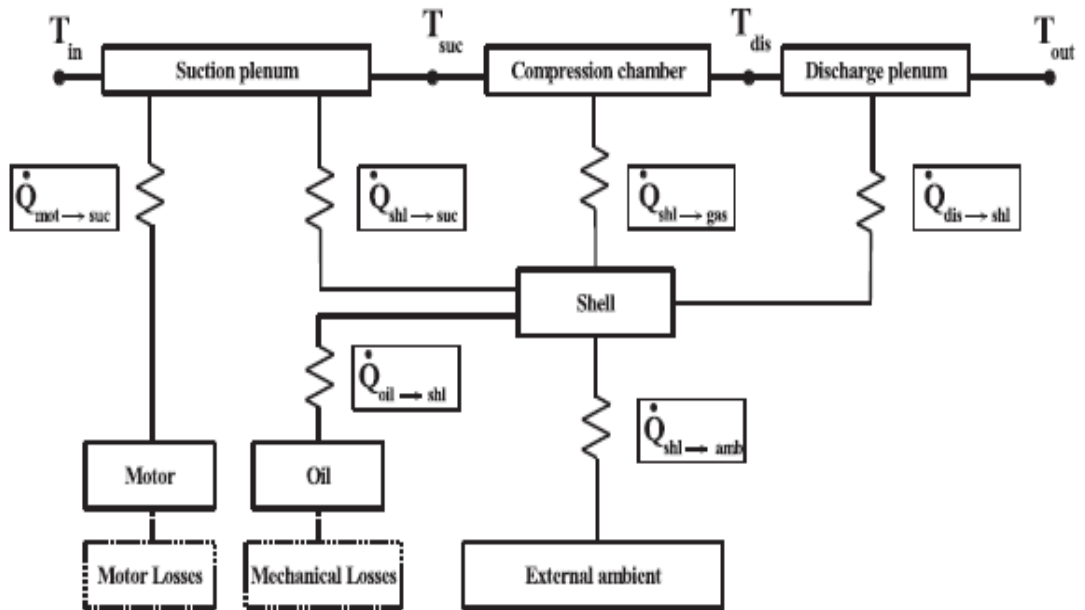 T_in
T_suc
T_dis
T_out
Suction plenum
Compression chamber
Discharge plenum
Q̇_mot → suc
Q̇_shl → suc
Q̇_shl → gas
Q̇_dis → shl
Shell
Q̇_oil → shl
Q̇_shl → amb
Motor
Oil
Motor Losses
Mechanical Losses
External ambient